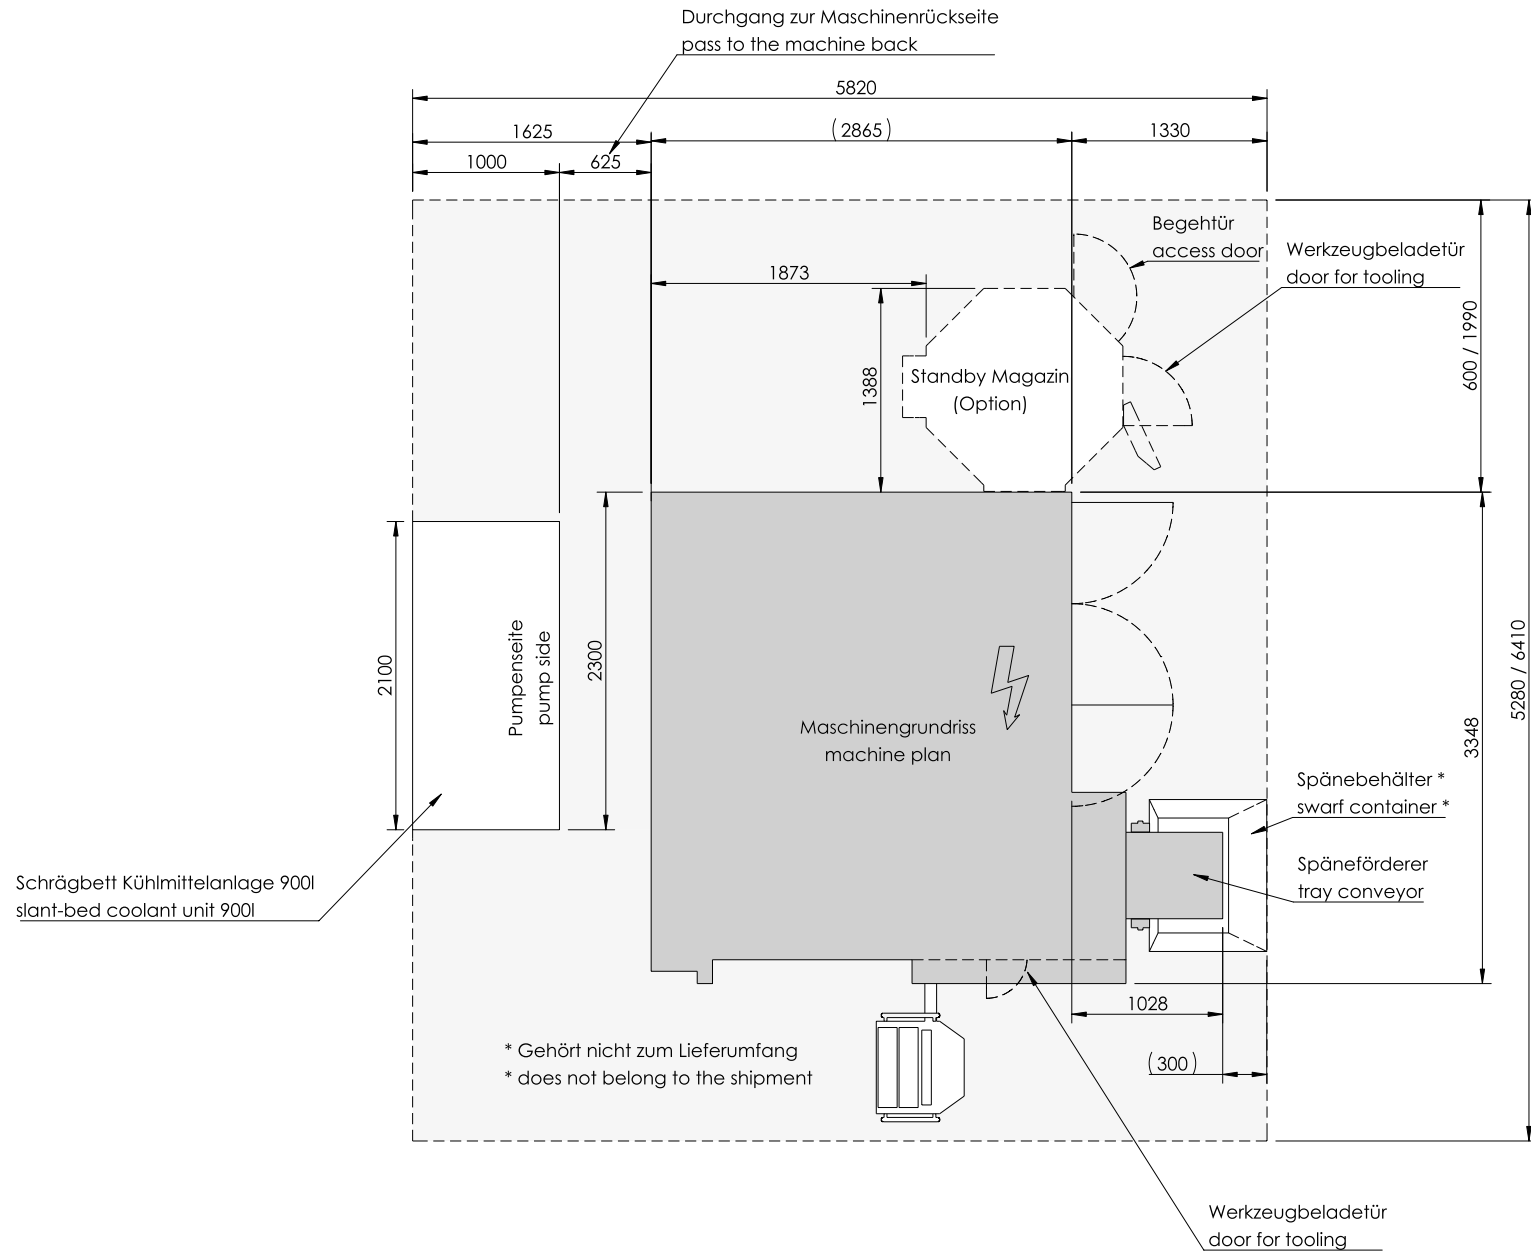 Durchgang zur Maschinenrückseite
pass to the machine back
5820
1625
(2865)
1330
1000
625
Begehtür
access door
Werkzeugbeladetür
door for tooling
1873
600 / 1990
1388
Standby Magazin
(Option)
2100
Pumpenseite
pump side
2300
5280 / 6410
3348
Maschinengrundriss
machine plan
Spänebehälter *
swarf container *
Späneförderer
tray conveyor
Schrägbett Kühlmittelanlage 900l
slant-bed coolant unit 900l
1028
(300)
* Gehört nicht zum Lieferumfang
* does not belong to the shipment
Werkzeugbeladetür
door for tooling